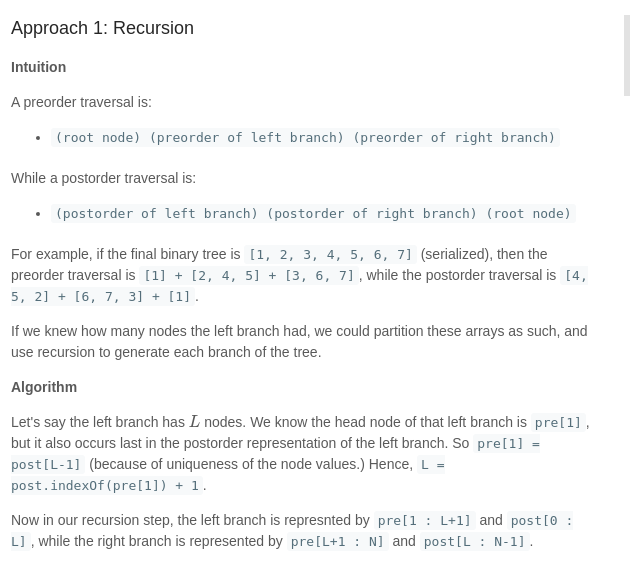 Approach 1: Recursion
Intuition
A preorder traversal is:
• (root node) (preorder of left branch) (preorder of right branch)
While a postorder traversal is:
• (postorder of left branch) (postorder of right branch) (root node)
For example, if the final binary tree is [1, 2, 3, 4, 5, 6, 7] (serialized), then the
preorder traversal is [1] + [2, 4, 5] + [3, 6, 7], while the postorder traversal is [4,
5, 2] + [6, 7, 3] + [1].
If we knew how many nodes the left branch had, we could partition these arrays as such, and
use recursion to generate each branch of the tree.
Algorithm
Let's say the left branch has L nodes. We know the head node of that left branch is pre[1],
but it also occurs last in the postorder representation of the left branch. So pre[1] =
post[L-1] (because of uniqueness of the node values.) Hence, L =
post.indexOf(pre[1]) + 1.
Now in our recursion step, the left branch is represnted by pre[1 : L+1] and post[0 :
L], while the right branch is represented by pre[L+1 : N] and post[L : N-1].